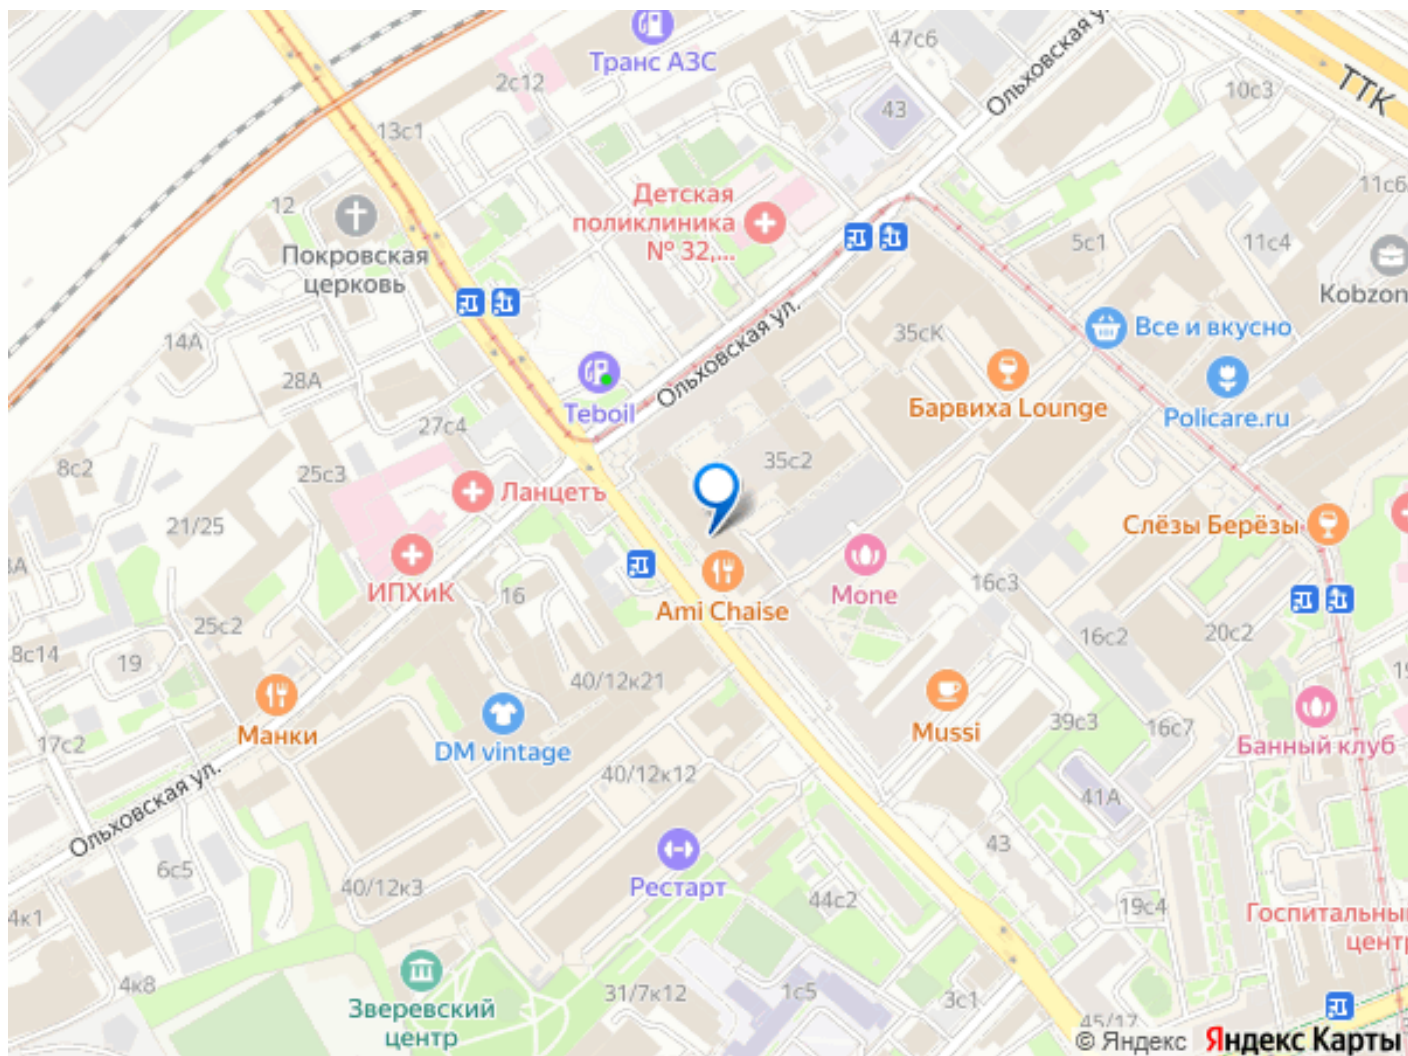 47с6
Ольховская ул.
Транс АЗС
ТТК
2с12
10с3
43
13с1
Детская
поликлиника
№ 32,...
11с6
12
5с1
11с4
Покровская
церковь
Kobzon
Все и вкусно
Ольховская ул.
35сК
14А
28А
Teboil
Барвиха Lounge
Policare.ru
27с4
35с2
8с2
25с3
Ланцетъ
21/25
Слёзы Берёзы
ИПХиК
16
Ami Chaise
Mone
16с3
25с2
16с2
20с2
8с14
19
40/12к21
Mussi
Манки
39с3
16с7
17с2
DM vintage
Банный клуб
40/12к12
Ольховская ул.
41А
43
6с5
Рестарт
40/12к3
44с2
19с4
4к1
Госпитальны
центр
4к8
31/7к12
1с5
3с1
Зверевский
центр
45/17
© Яндекс Яндекс Карты